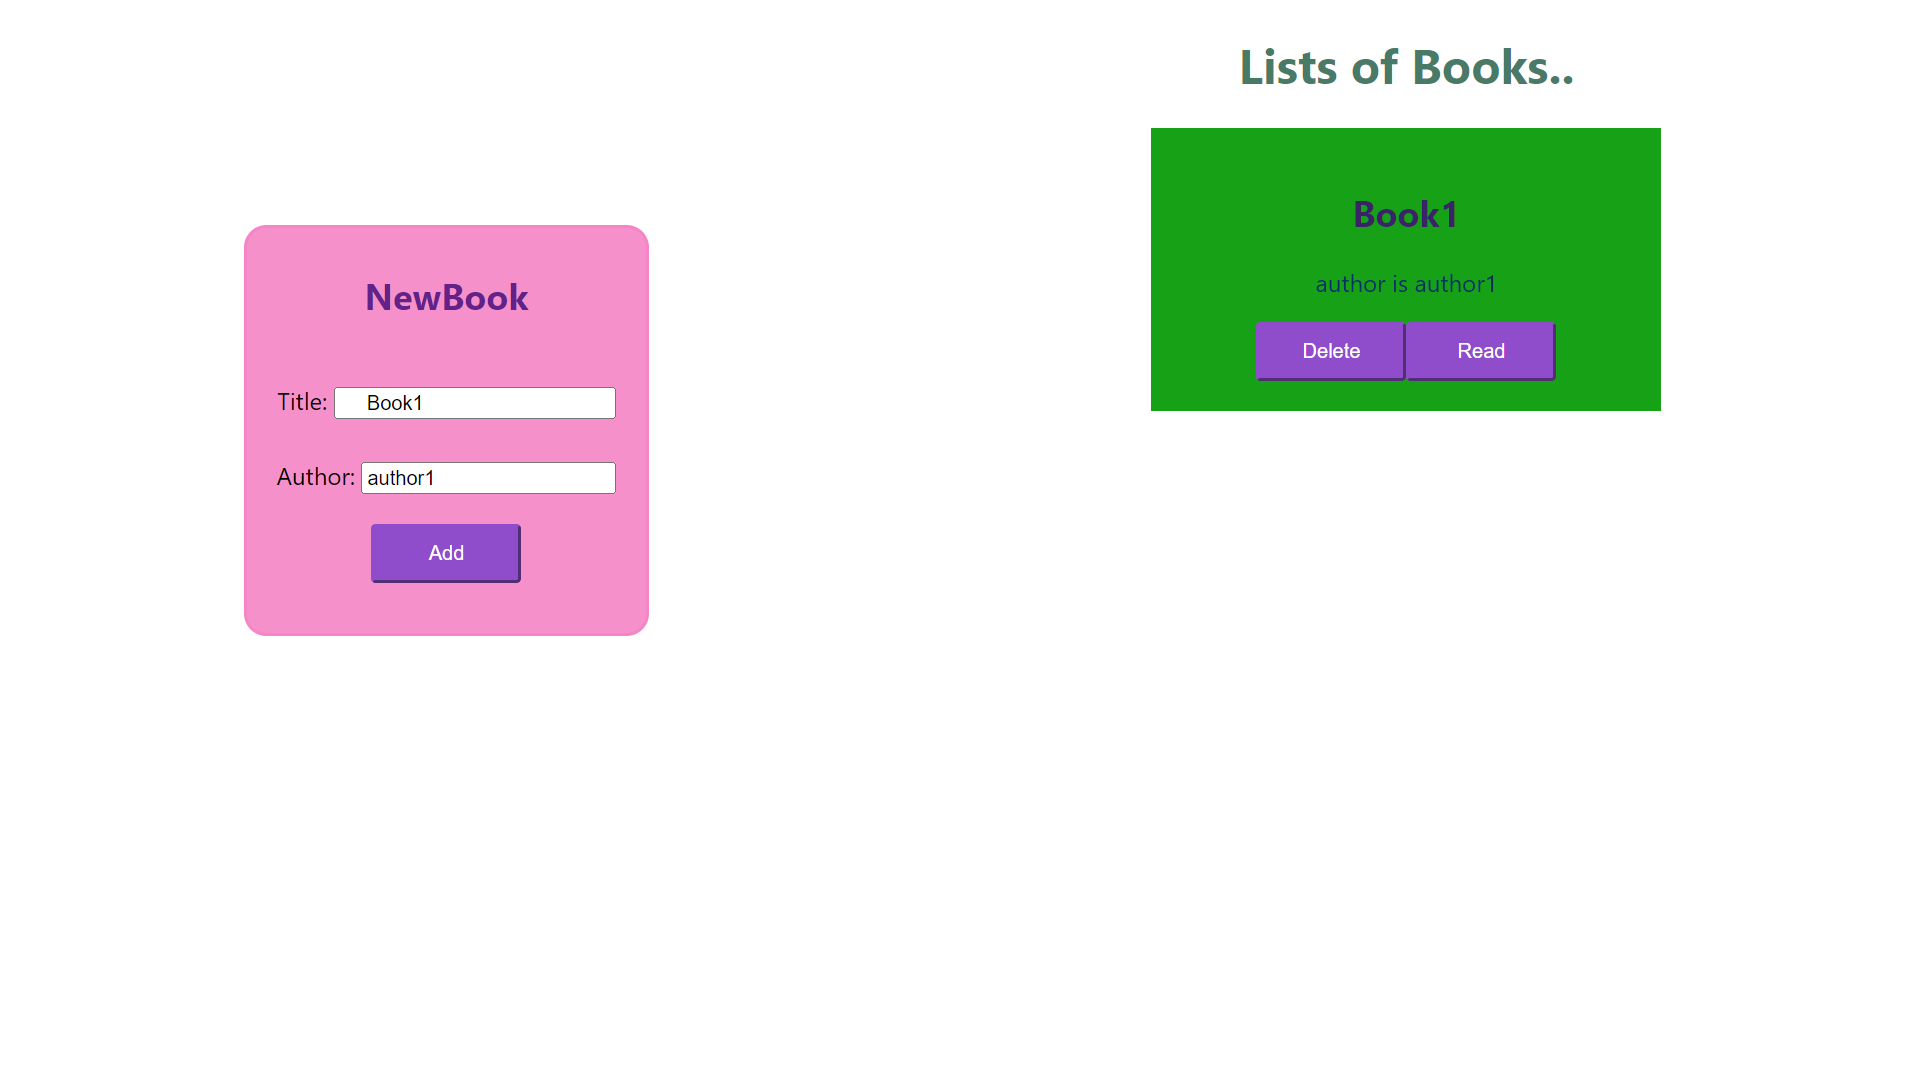 Lists of Books..
NewBook
Title: Book1
Author: author1
Add
Book1
author is author1
Delete Read